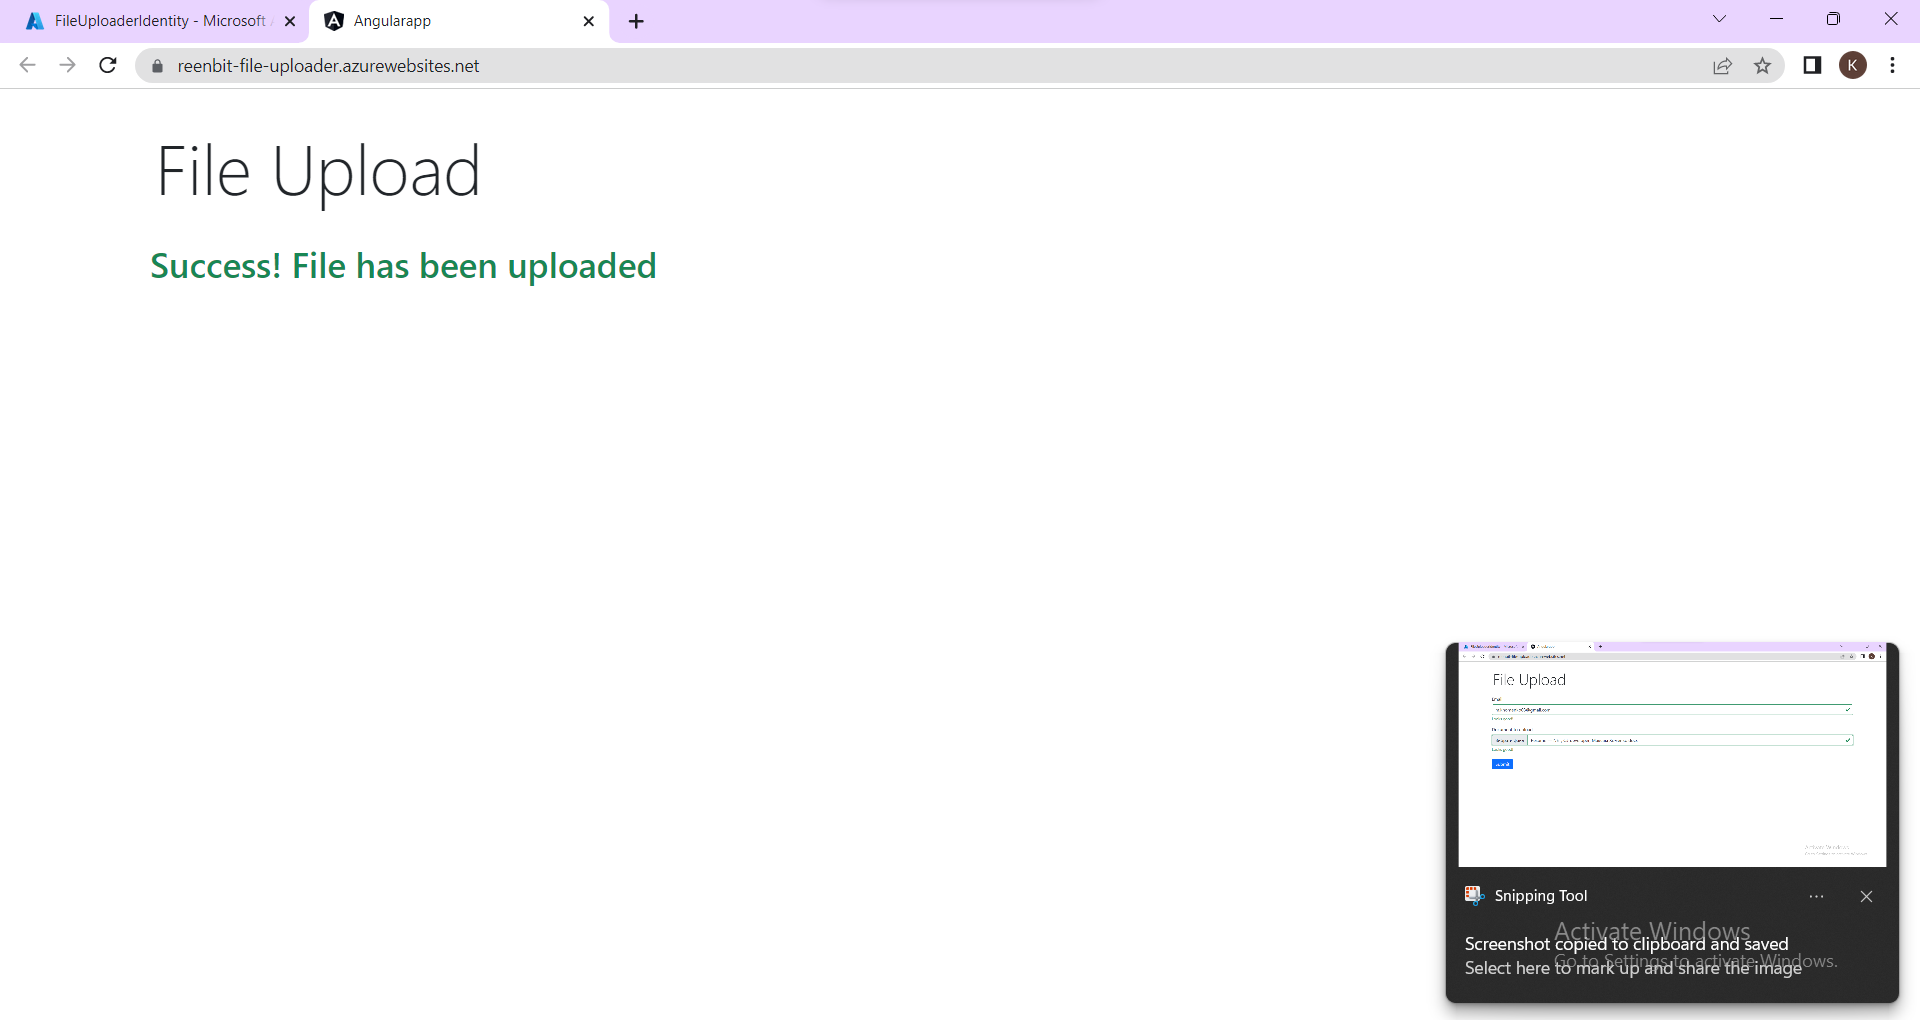 FileUploaderIdentity - Microsoft
Angularapp
reenbit-file-uploader.azurewebsites.net
K
File Upload
Success! File has been uploaded
File Upload
Email
Submit
Snipping Tool
Activate Windows
Screenshot copied to clipboard and saved
Go to Settings to activate Windows.
Select here to mark up and share the image